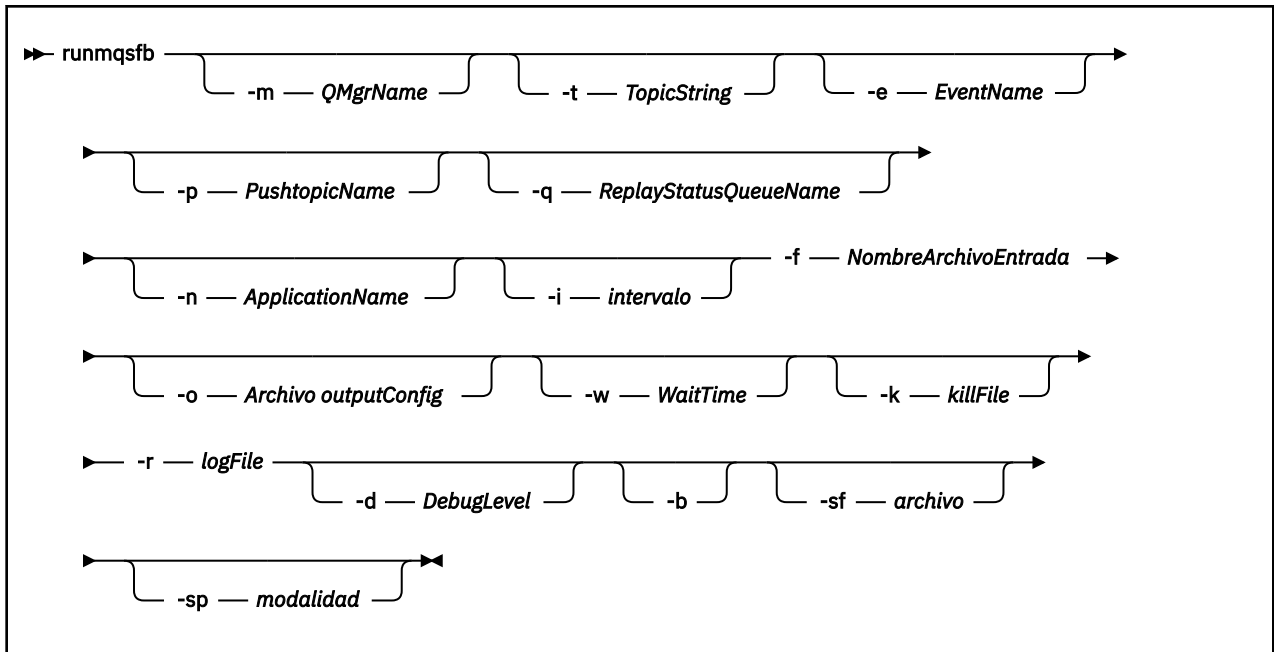 runmqsfb
-m QMgrName -t TopicString -e EventName
-p PushtopicName -q ReplayStatusQueueName
-f NombreArchivoEntrada
-n ApplicationName -i intervalo
-o Archivo outputConfig -w WaitTime -k killFile
-r logFile
-d DebugLevel -b -sf archivo
-sp modalidad